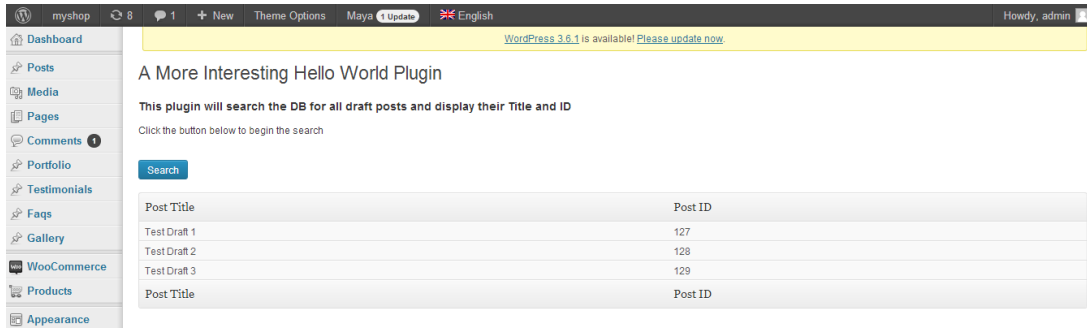 myshop 8 1 + New Theme Options Maya 1 Update English Howdy, admin
Dashboard
WordPress 3.6.1 is available! Please update now.
Posts
Media
Pages
Comments 1
Portfolio
Testimonials
Faqs
Gallery
WooCommerce
Products
Appearance
A More Interesting Hello World Plugin
This plugin will search the DB for all draft posts and display their Title and ID
Click the button below to begin the search
Search
Post Title Post ID
Test Draft 1 127
Test Draft 2 128
Test Draft 3 129
Post Title Post ID